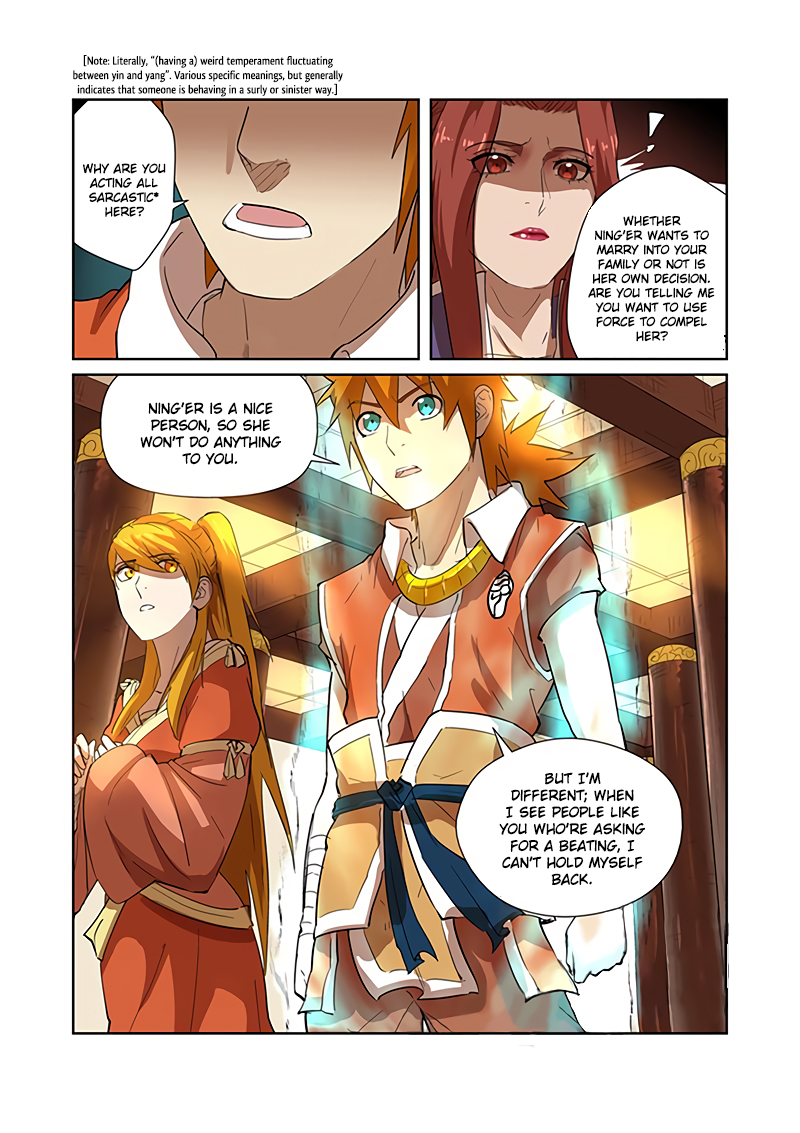 [Note: Literally, “(having a) weird temperament fluctuating
between yin and yang”. Various specific meanings, but generally
indicates that someone is behaving in a surly or sinister way.]
WHY ARE YOU
ACTING ALL
SARCASTIC*
HERE?
!
WHETHER
NING'ER WANTS TO
MARRY INTO YOUR
FAMILY OR NOT IS
HER OWN DECISION.
ARE YOU TELLING ME
YOU WANT TO USE
FORCE TO COMPEL
HER?
NING'ER IS A NICE
PERSON, SO SHE
WON'T DO ANYTHING
TO YOU.
BUT I'M
DIFFERENT; WHEN
I SEE PEOPLE LIKE
YOU WHO'RE ASKING
FOR A BEATING, I
CAN'T HOLD MYSELF
BACK.